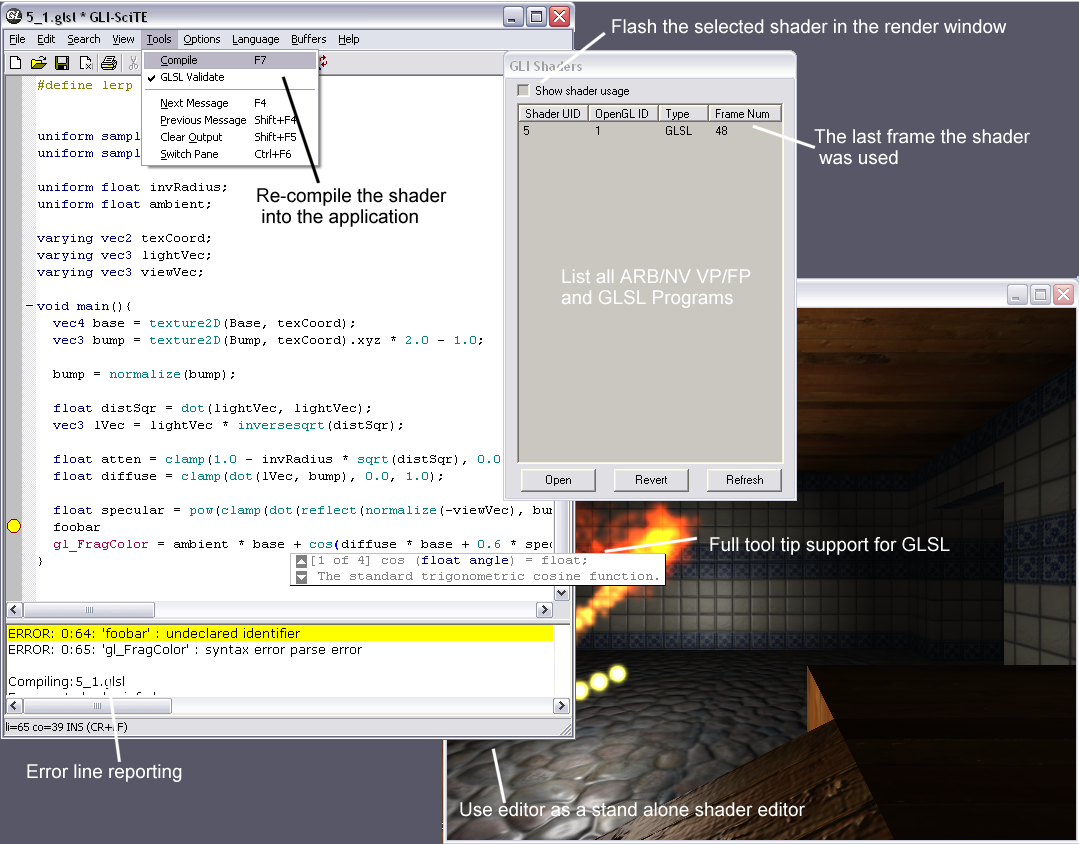 5_1.glsl * GLI-SciTE
File Edit Search View Tools Options Language Buffers Help
Compile F7
GLSL Validate
Next Message F4
Previous Message Shift+F4
Clear Output Shift+F5
Switch Pane Ctrl+F6
#define lerp
uniform sampl
uniform sampl
uniform float invRadius;
uniform float ambient;
varying vec2 texCoord;
varying vec3 lightVec;
varying vec3 viewVec;
void main(){
vec4 base = texture2D(Base, texCoord);
vec3 bump = texture2D(Bump, texCoord).xyz * 2.0 - 1.0;
bump = normalize(bump);
float distSqr = dot(lightVec, lightVec);
vec3 lVec = lightVec * inversesqrt(distSqr);
float atten = clamp(1.0 - invRadius * sqrt(distSqr), 0.0
float diffuse = clamp(dot(lVec, bump), 0.0, 1.0);
float specular = pow(clamp(dot(reflect(normalize(-viewVec), bum
foobar
gl_FragColor = ambient * base + cos(diffuse * base + 0.6 * spec
}
[1 of 4] cos (float angle) = float;
The standard trigonometric cosine function.
ERROR: 0:64: 'foobar' : undeclared identifier
ERROR: 0:65: 'gl_FragColor' : syntax error parse error
Compiling: 5_1.glsl
li=65 co=39 INS (CR+LF)
Re-compile the shader
into the application
Error line reporting
Flash the selected shader in the render window
GLI Shaders
Show shader usage
Shader UID OpenGL ID Type Frame Num
5 1 GLSL 48
The last frame the shader
was used
List all ARB/NV VP/FP
and GLSL Programs
Open Revert Refresh
Full tool tip support for GLSL
Use editor as a stand alone shader editor